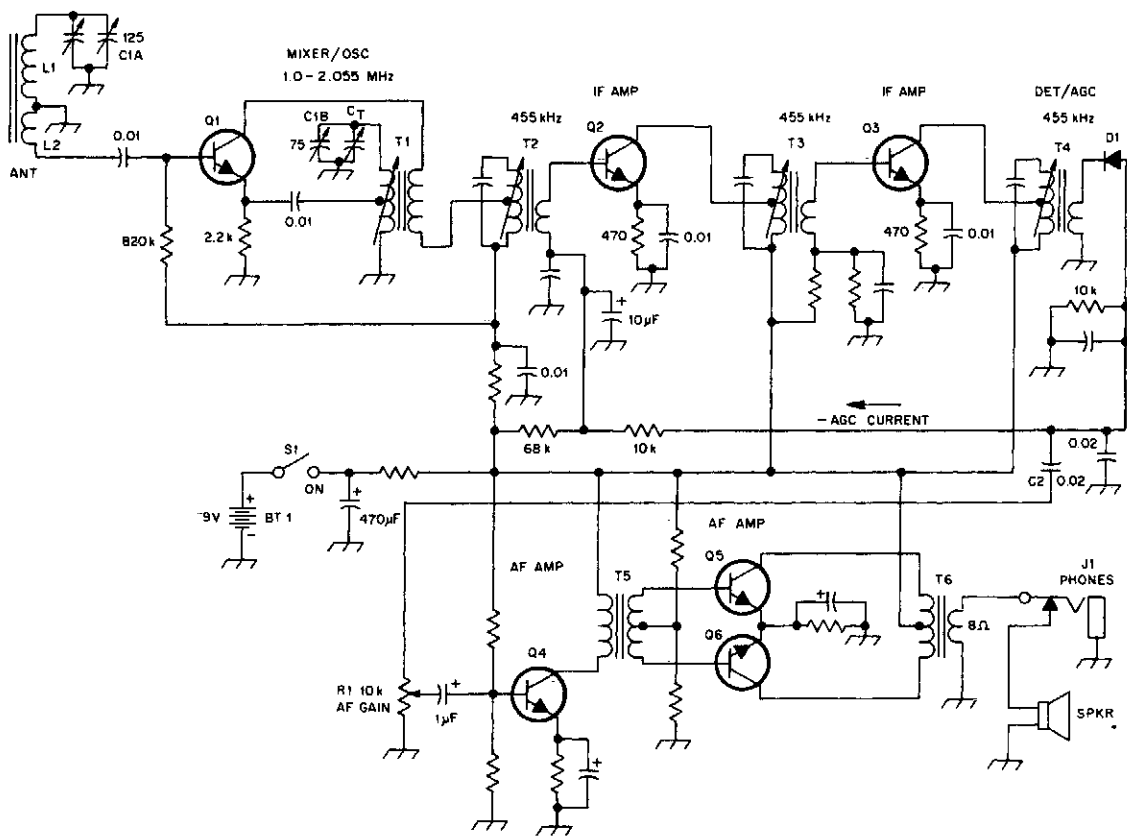 125
C1A
L1
L2
ANT
0.01
MIXER/OSC
1.0-2.055 MHz
Q1
C1B
75
CT
T1
0.01
820k
2.2k
455 kHz
T2
IF AMP
Q2
470
0.01
10µF
0.01
455 kHz
T3
IF AMP
Q3
470
0.01
DET/AGC
455 kHz
T4
D1
10k
-AGC CURRENT
68k
10k
0.02
C2
0.02
S1
ON
9V
BT 1
470µF
AF AMP
Q4
T5
R1 10k
AF GAIN
1µF
AF AMP
Q5
Q6
T6
8Ω
J1
PHONES
SPKR